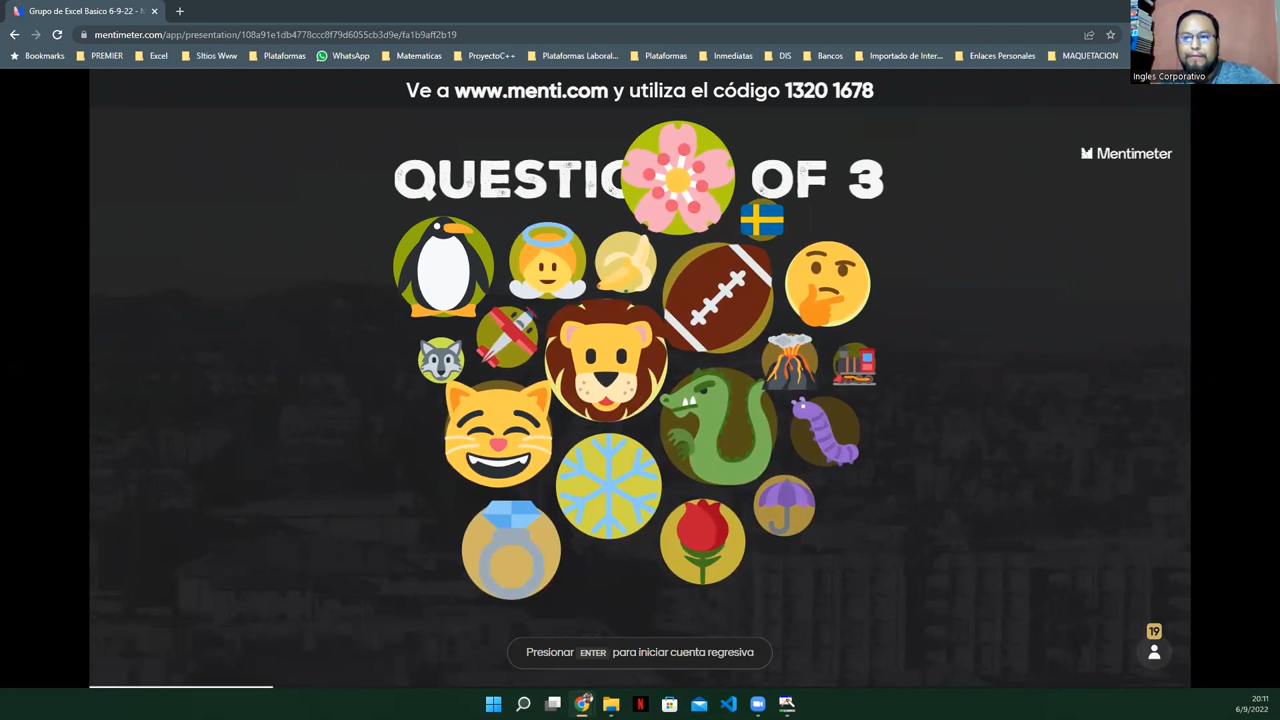 Grupo de Excel Basico 6-9-22 - M
mentimeter.com/app/presentation/108a91e1db4778ccc8f79d6055cb3d9e/fa1b9aff2b19
Bookmarks PREMIER Excel Sitios Www Plataformas WhatsApp Matematicas ProyectoC++ Plataformas Laboral... Plataformas Inmediatas DIS Bancos Importado de Inter... Enlaces Personales MAQUETACION
Ingles Corporativo
Ve a www.menti.com y utiliza el código 1320 1678
Mentimeter
QUESTIO OF 3
Presionar ENTER para iniciar cuenta regresiva
19
20:11
6/9/2022